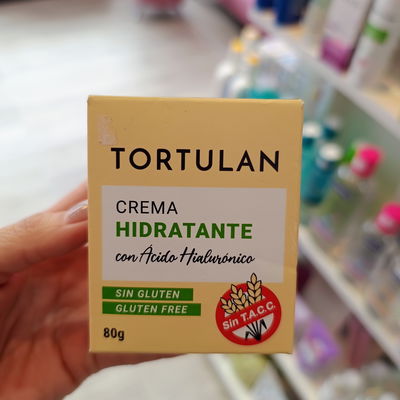 TORTULAN
CREMA
HIDRATANTE
con Ácido Hialurónico
SIN GLUTEN
GLUTEN FREE
Sin T.A.C.C.
80g